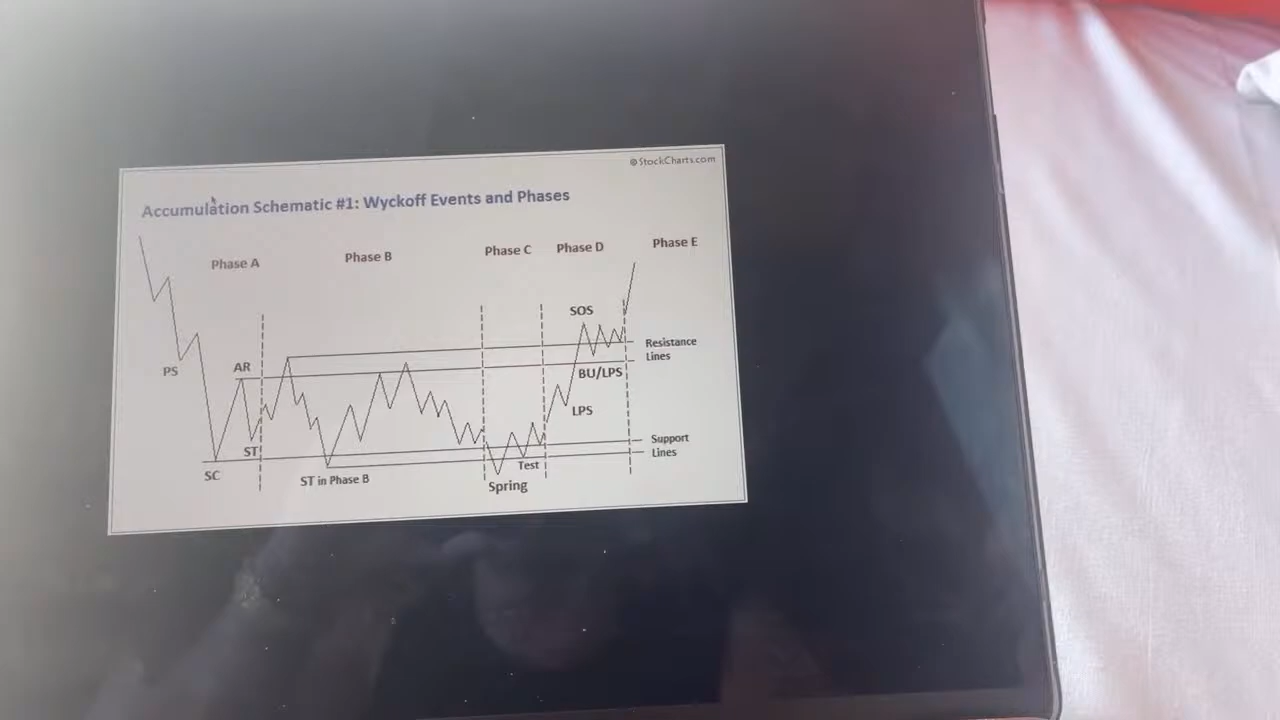 ©StockCharts.com
Accumulation Schematic #1: Wyckoff Events and Phases
Phase A
Phase B
Phase C
Phase D
Phase E
SOS
Resistance
Lines
PS
AR
BU/LPS
LPS
ST
Support
Lines
SC
ST in Phase B
Test
Spring